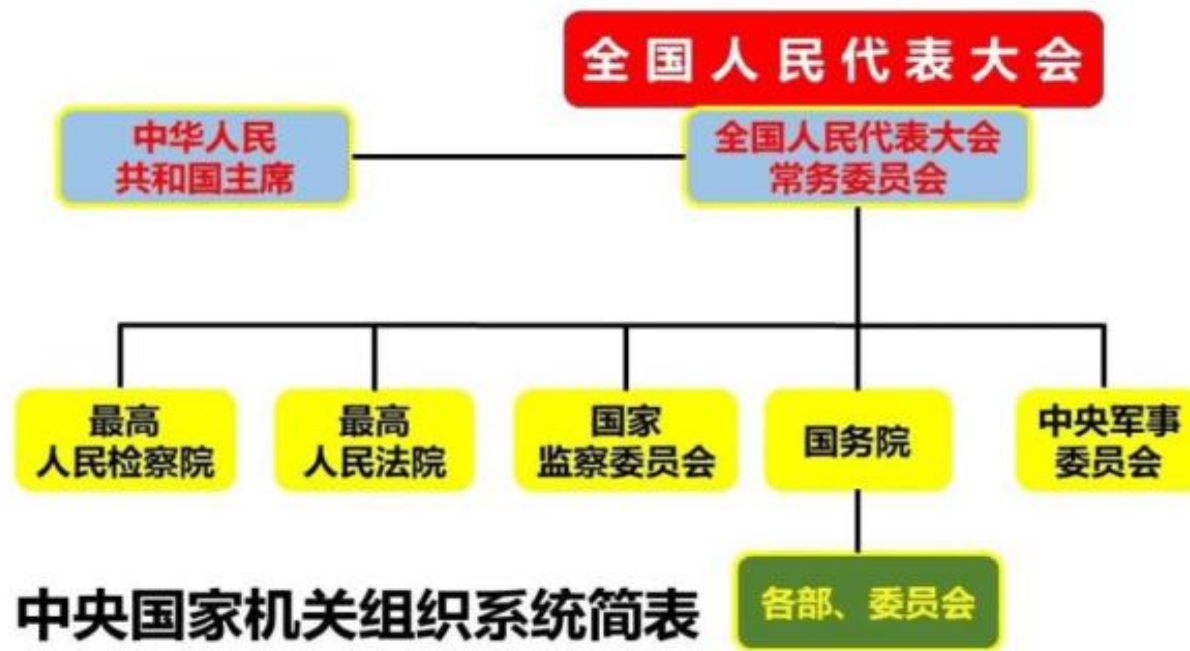 全国人民代表大会
中华人民
共和国主席
全国人民代表大会
常务委员会
最高
人民检察院
最高
人民法院
国家
监察委员会
国务院
中央军事
委员会
各部、委员会
中央国家机关组织系统简表